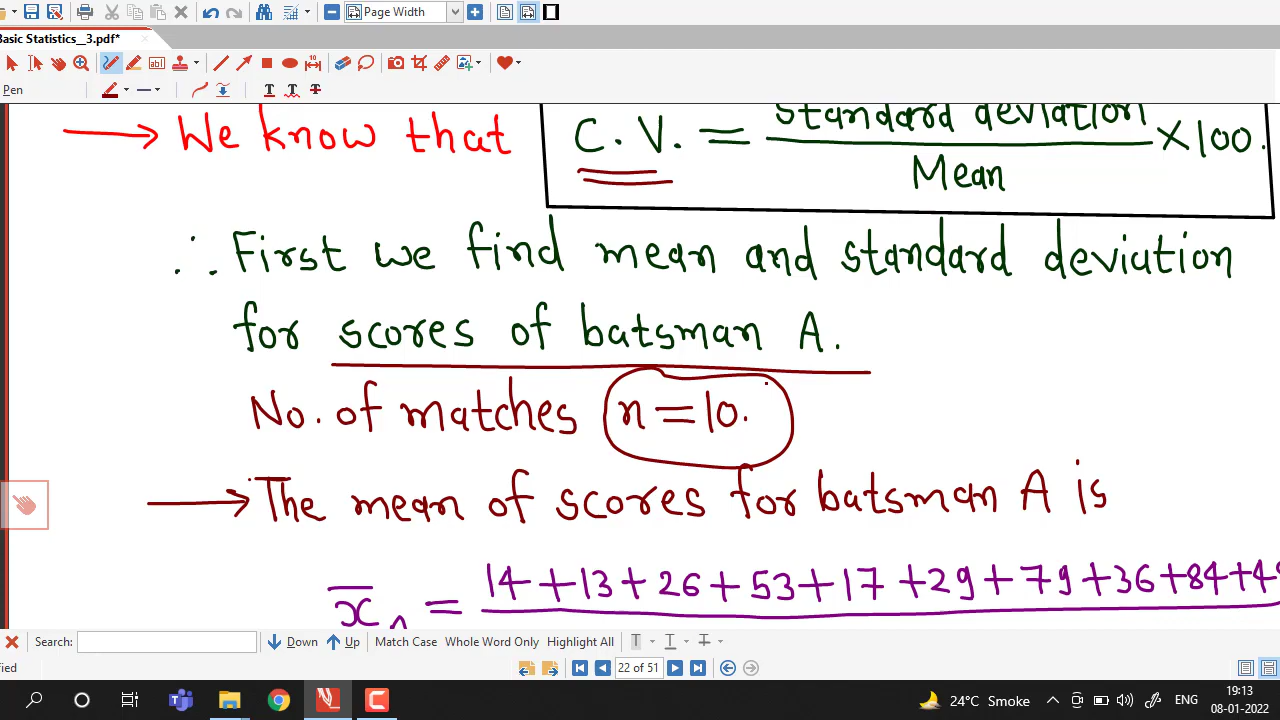 Page Width
Basic Statistics__3.pdf*
Pen
→ We know that C.V. = Standard deviation / Mean × 100.
∴ First we find mean and standard deviation
for scores of batsman A.
No. of matches n = 10.
→ The mean of scores for batsman A is
x̄ = 14 + 13 + 26 + 53 + 17 + 29 + 79 + 36 + 84 +
Search: Down Up Match Case Whole Word Only Highlight All T T T
22 of 51
24°C Smoke ENG 19:13
08-01-2022